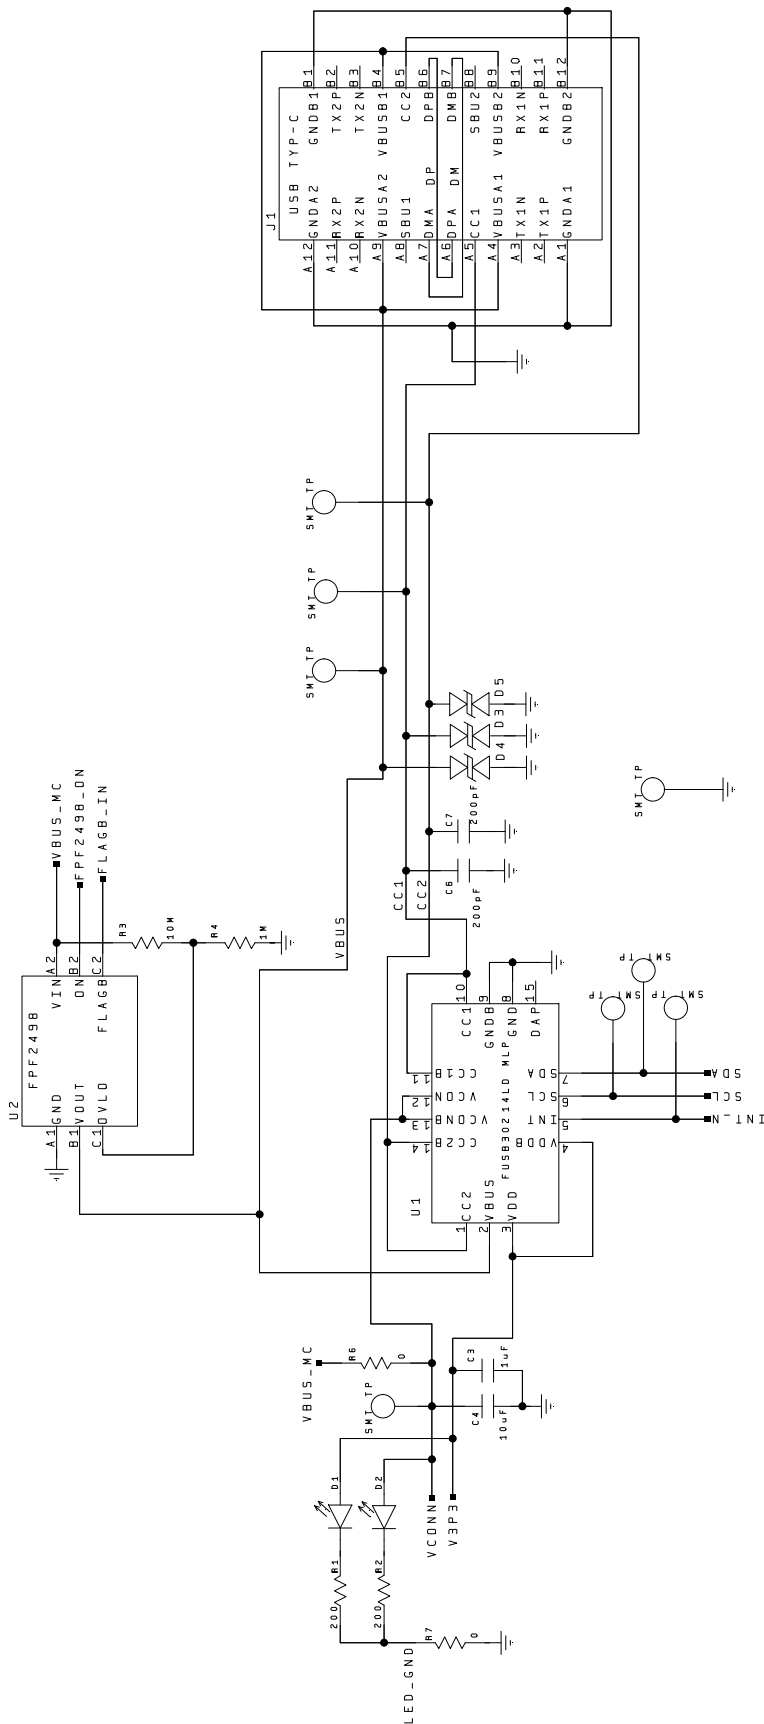 J1
USB TYP-C
B1
B2
B3
B4
B5
B6
B7
B8
B9
B10
B11
B12
GNDB1
TX2P
TX2N
VBUSB1
CC2
DPB
DMB
SBU2
VBUSB2
RX1N
RX1P
GNDB2
DP
DM
GNDA2
RX2P
RX2N
VBUSA2
SBU1
DMA
DPA
CC1
VBUSA1
TX1N
TX1P
GNDA1
A12
A11
A10
A9
A8
A7
A6
A5
A4
A3
A2
A1
SMT TP
SMT TP
SMT TP
D5
D3
D4
SMT TP
C7
200pF
C6
200pF
CC1
CC2
VBUS
VBUS_MC
FPF2498_ON
FLAGB_IN
R3
10M
R4
1M
A2
B2
C2
VIN
ON
FLAGB
FPF2498
U2
GND
VOUT
OVLO
A1
B1
C1
CC1
10
GNDB
9
GND
8
DAP
15
CC1B
11
VCON
12
VCONB
13
CC2B
14
FUSB30214LD MLP
SDA
7
SCL
6
INT
5
VDDB
4
U1
CC2
1
VBUS
2
VDD
3
SMT TP
SMT TP
SMT TP
SDA
SCL
INT_N
VBUS_MC
R6
0
SMT TP
C3
1uF
C4
10uF
D1
D2
VCONN
V3P3
R1
200
R2
200
R7
0
LED_GND